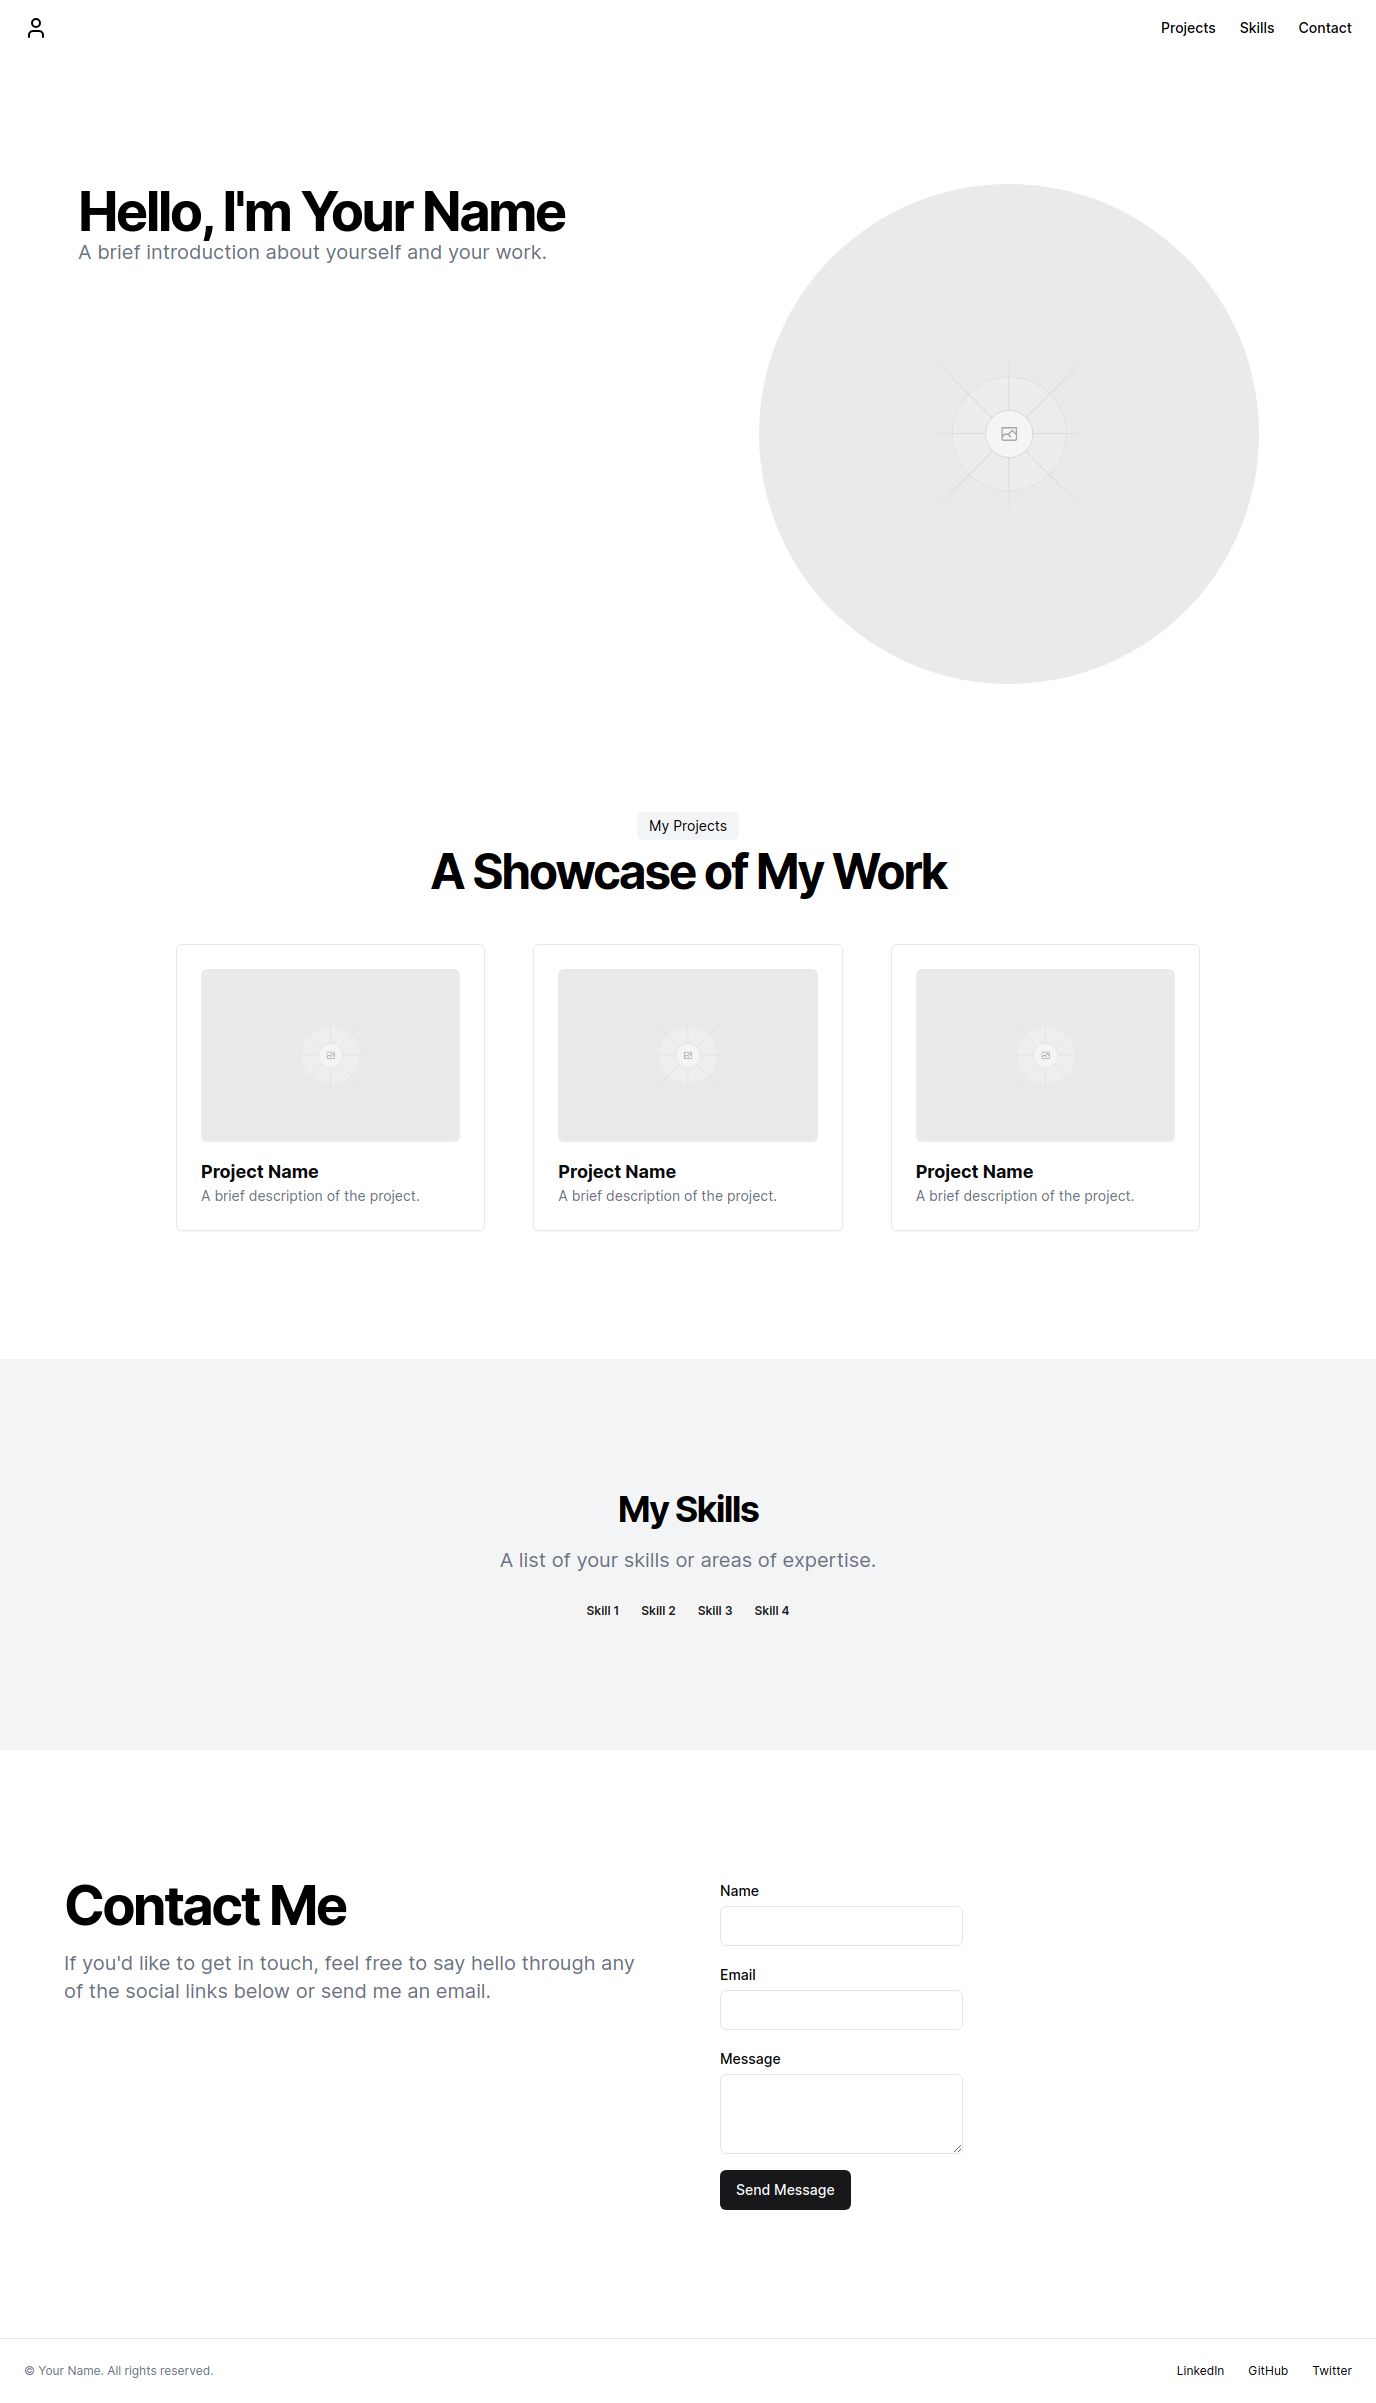 Projects Skills Contact
Hello, I'm Your Name
A brief introduction about yourself and your work.
My Projects
A Showcase of My Work
Project Name
A brief description of the project.
Project Name
A brief description of the project.
Project Name
A brief description of the project.
My Skills
A list of your skills or areas of expertise.
Skill 1 Skill 2 Skill 3 Skill 4
Contact Me
If you'd like to get in touch, feel free to say hello through any
of the social links below or send me an email.
Name
Email
Message
Send Message
© Your Name. All rights reserved.
LinkedIn GitHub Twitter